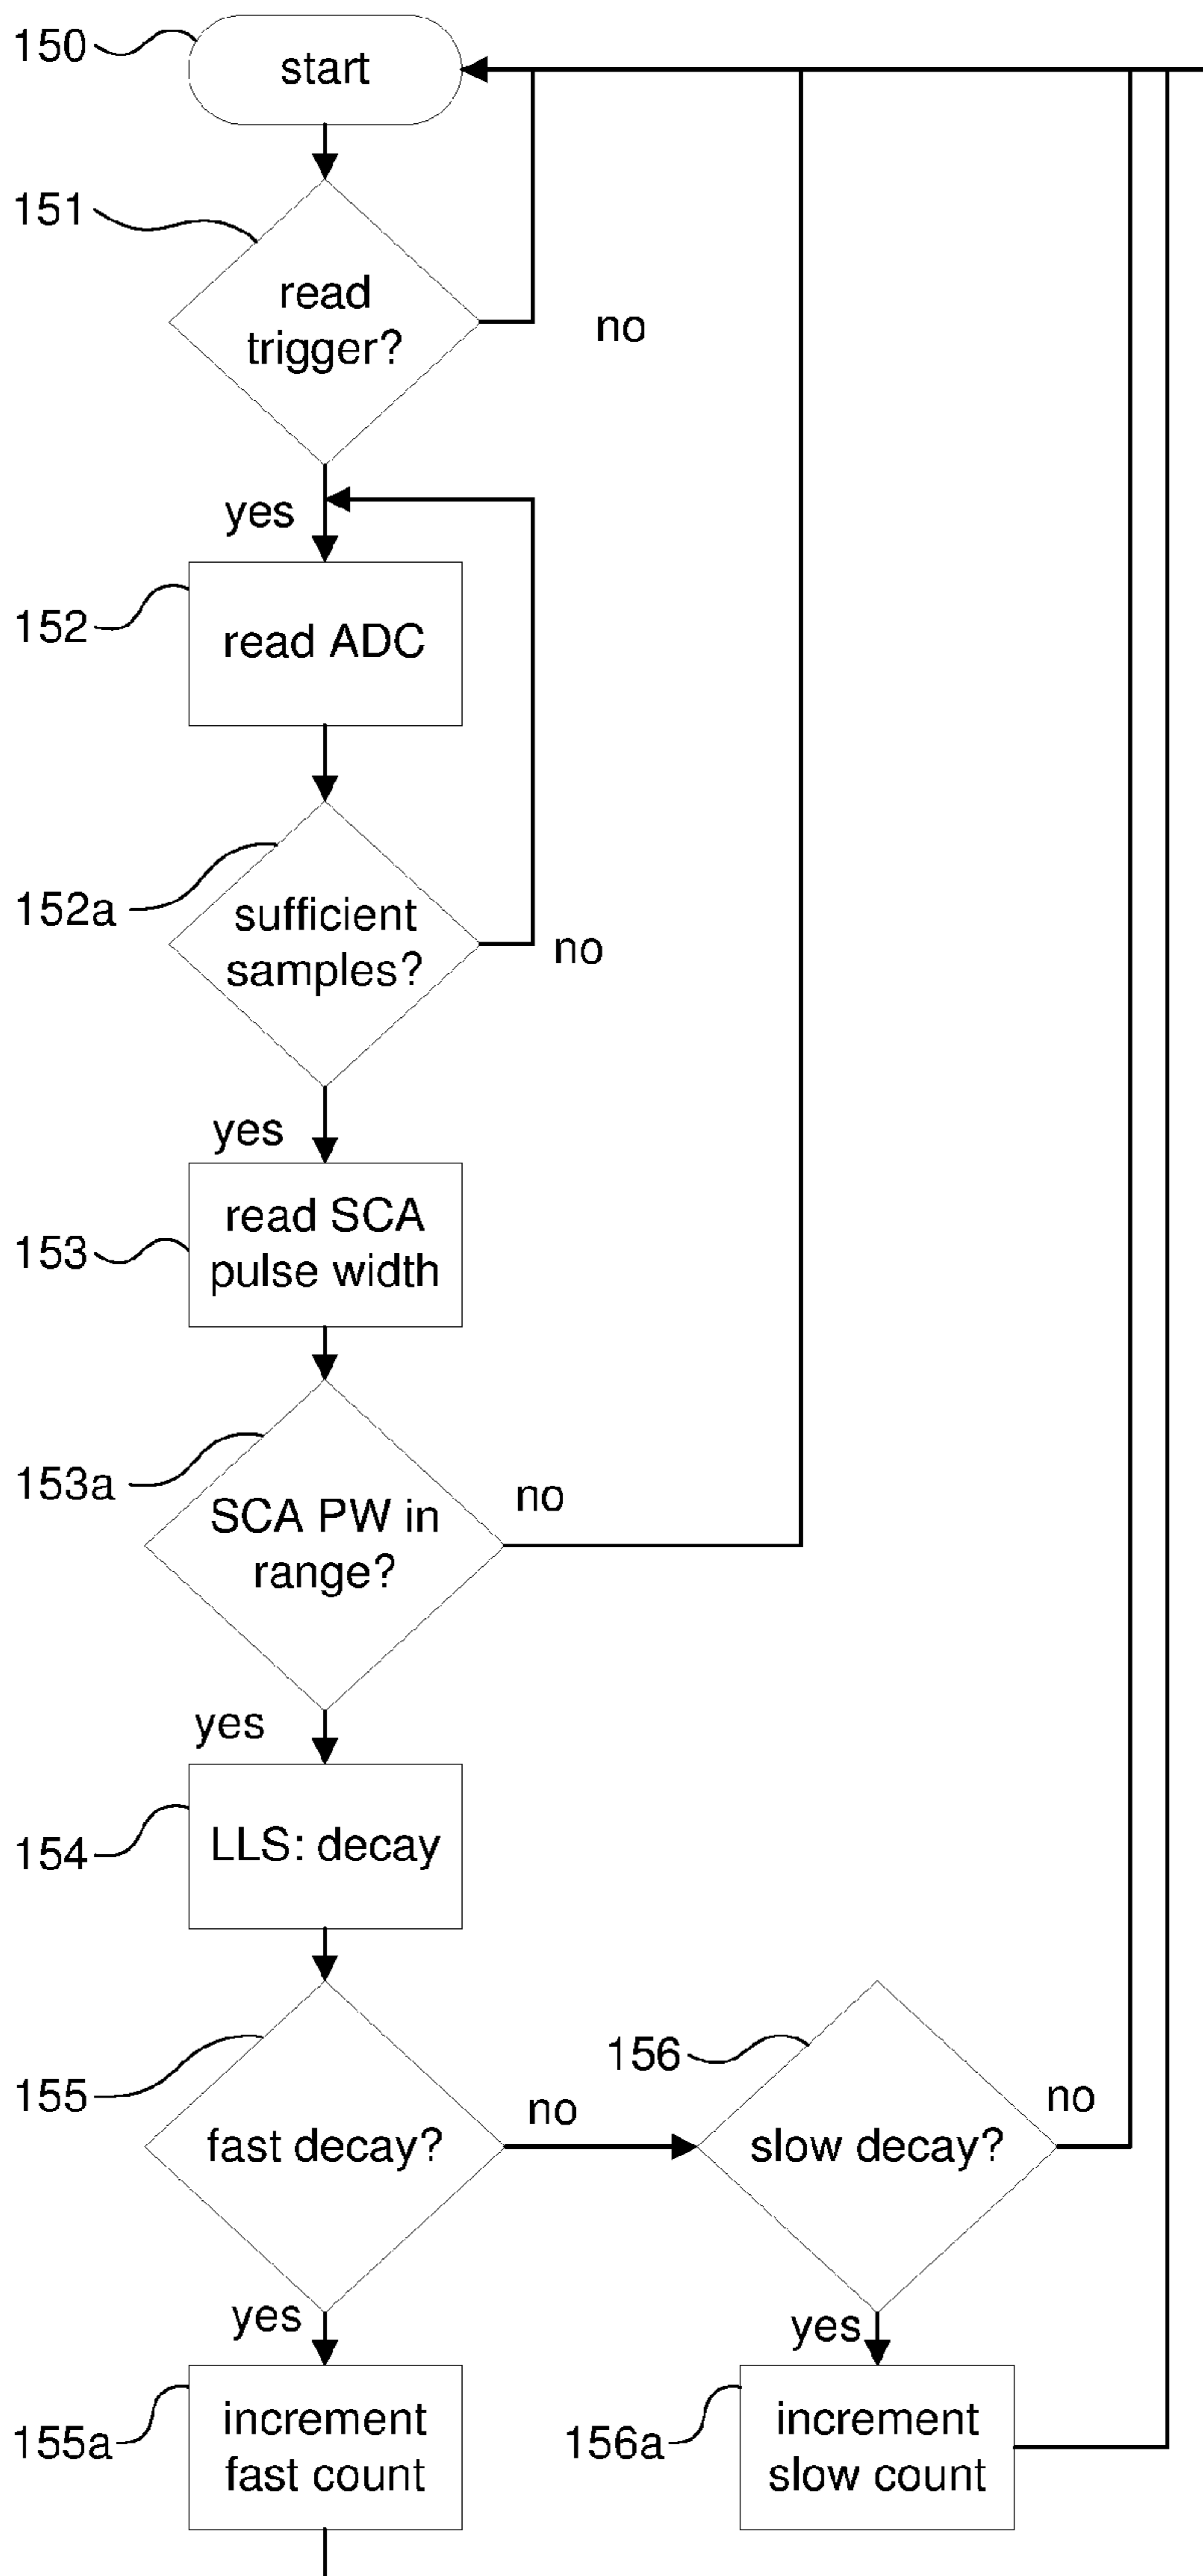 150
start
151
read
trigger?
no
yes
152
read ADC
152a
sufficient
samples?
no
yes
153
read SCA
pulse width
153a
SCA PW in
range?
no
yes
154
LLS: decay
155
fast decay?
no
156
slow decay?
no
yes
155a
increment
fast count
yes
156a
increment
slow count